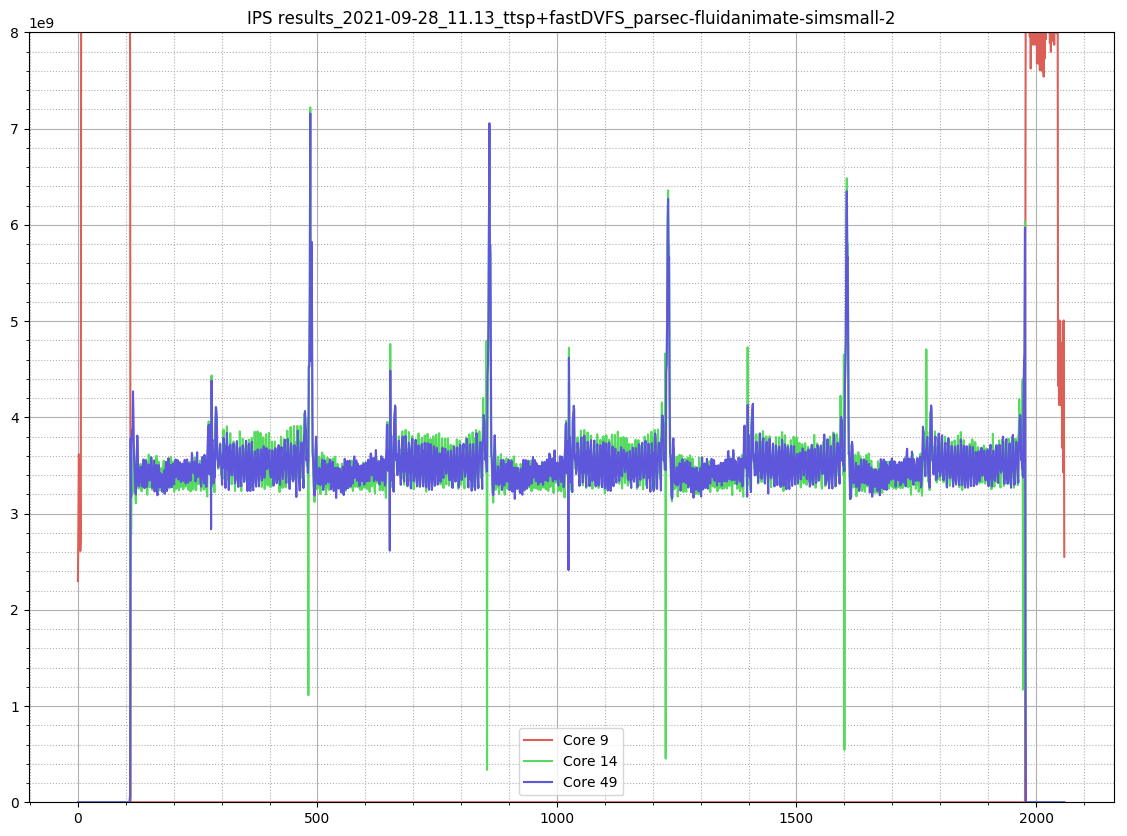 IPS results_2021-09-28_11.13_ttsp+fastDVFS_parsec-fluidanimate-simsmall-2
1e9
8
7
6
5
4
3
2
1
0
Core 9
Core 14
Core 49
0 500 1000 1500 2000